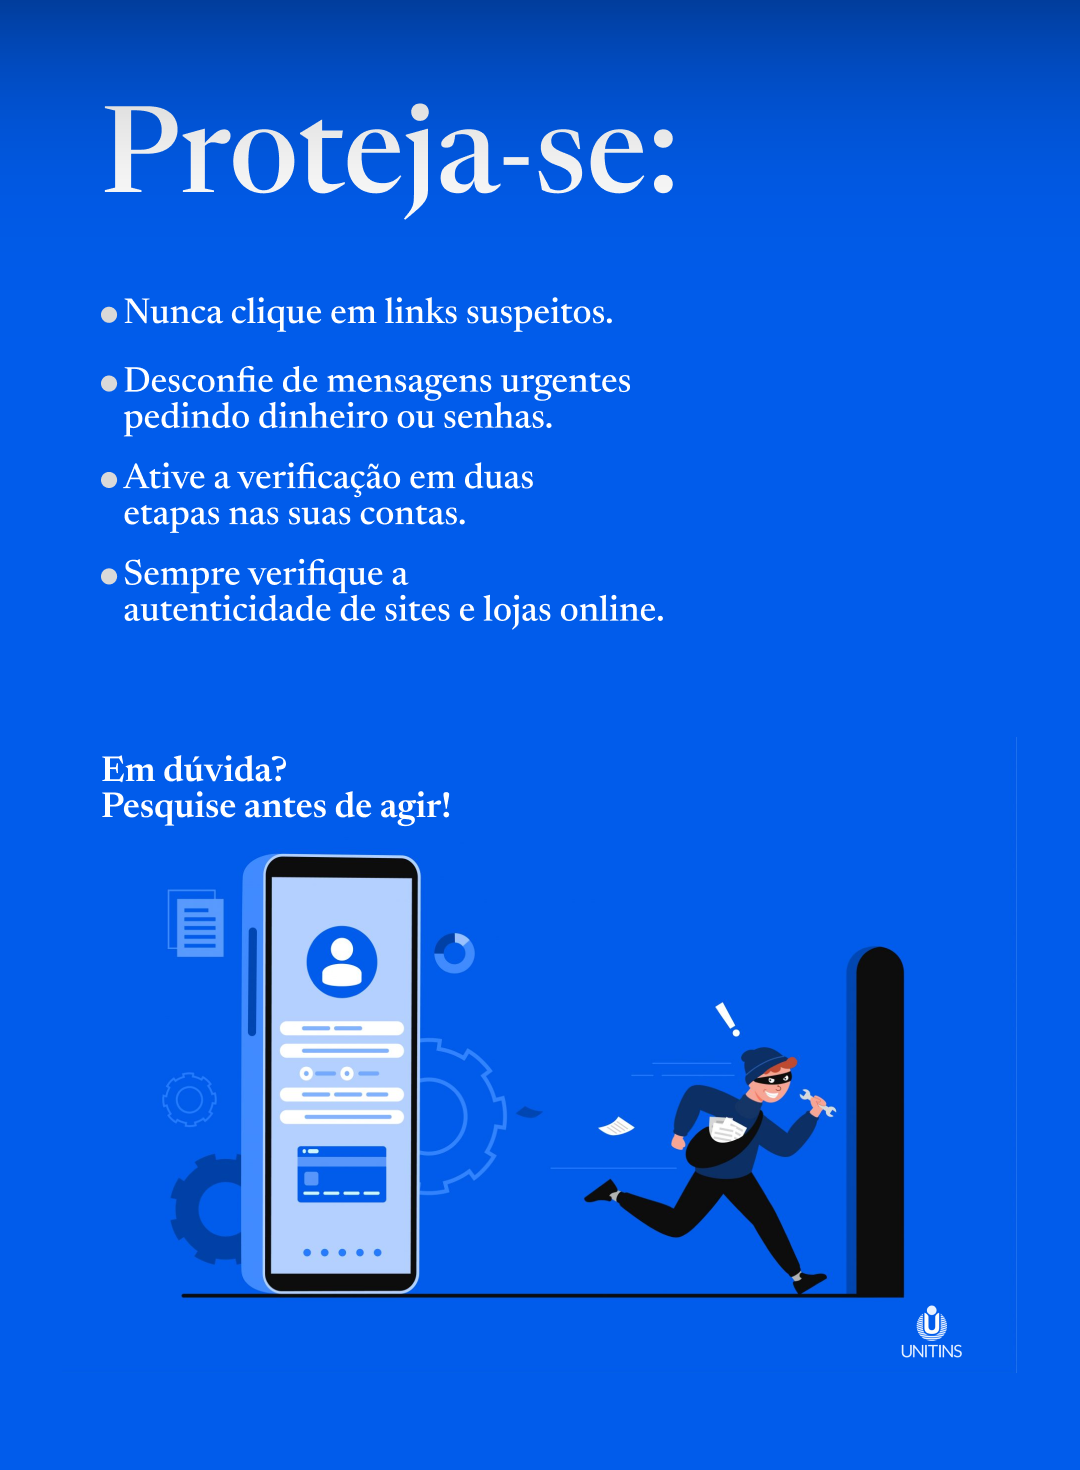 Proteja-se:
Nunca clique em links suspeitos.
Desconfie de mensagens urgentes
pedindo dinheiro ou senhas.
Ative a verificação em duas
etapas nas suas contas.
Sempre verifique a
autenticidade de sites e lojas online.
Em dúvida?
Pesquise antes de agir!
!
UNITINS